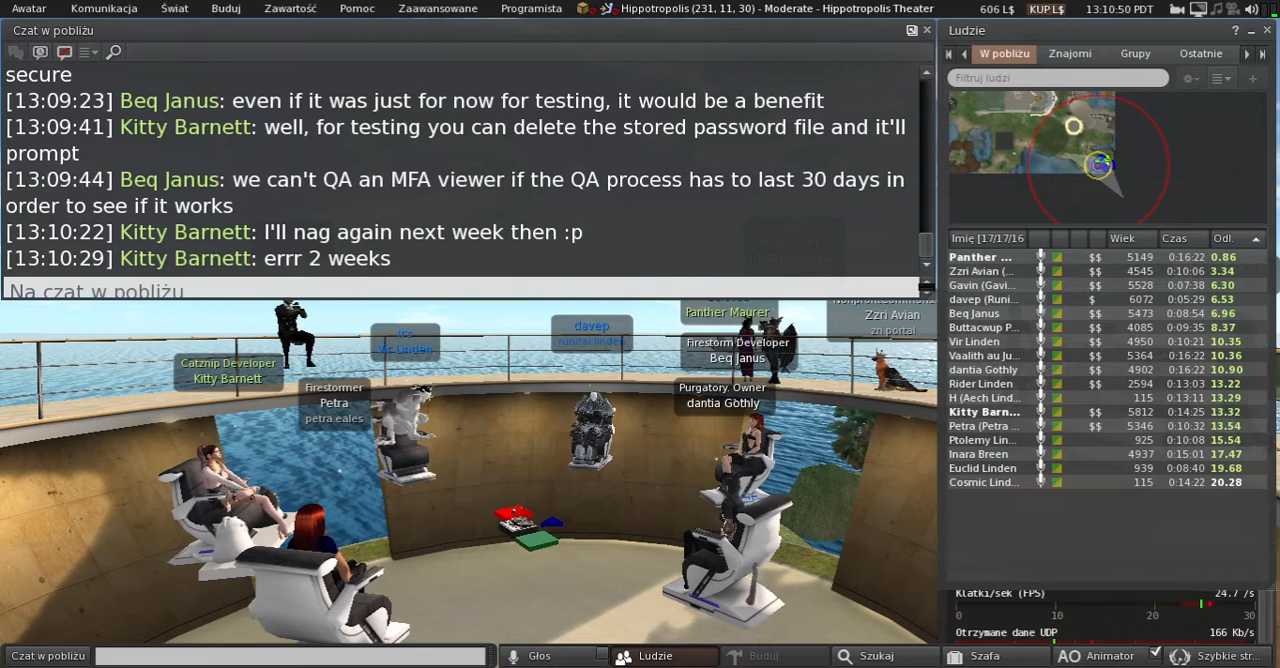 Awatar Komunikacja Świat Buduj Zawartość Pomoc Zaawansowane Programista Hippotropolis (231, 11, 30) - Moderate - Hippotropolis Theater 606 L$ KUP L$ 13:10:50 PDT
Czat w pobliżu
secure
[13:09:23] Beq Janus: even if it was just for now for testing, it would be a benefit
[13:09:41] Kitty Barnett: well, for testing you can delete the stored password file and it'll
prompt
[13:09:44] Beq Janus: we can't QA an MFA viewer if the QA process has to last 30 days in
order to see if it works
[13:10:22] Kitty Barnett: I'll nag again next week then :p
[13:10:29] Kitty Barnett: errr 2 weeks
Na czat w pobliżu
Catznip Developer
Kitty Barnett
Firestormer
Petra
petra eales
Vir Linden
davep
runitai linden
Panther Maurer
Firestorm Developer
Beq Janus
Purgatory. Owner
dantia Gothly
Zzri Avian
zn portal
Ludzie
W pobliżu Znajomi Grupy Ostatnie
Filtruj ludzi
Imię [17/17/16 Wiek Czas Odl.
Panther ... $$ 5149 0:16:22 0.86
Zzri Avian (... $$ 4545 0:10:06 3.34
Gavin (Gavi... $$ 5528 0:07:08 6.30
davep (Runi... $ 6072 0:05:29 6.53
Beq Janus $$ 5473 0:08:54 6.96
Buttacwup P... $$ 4085 0:09:35 8.37
Vir Linden $$ 4950 0:10:21 10.35
Vaalith au Ju... $$ 5364 0:16:22 10.36
dantia Gothly $$ 4902 0:16:22 10.90
Rider Linden $$ 2594 0:13:03 13.22
H (Aech Lind... 115 0:13:11 13.29
Kitty Barn... $$ 5812 0:14:25 13.32
Petra (Petra ... $$ 5346 0:10:32 13.54
Ptolemy Lin... 925 0:10:08 15.54
Inara Breen 4937 0:15:01 17.47
Euclid Linden 939 0:08:40 19.68
Cosmic Lind... 115 0:14:22 20.28
Klatki/sek (FPS) 24.7 /s
0 10 20 30
Otrzymane dane UDP 166 Kb/s
Czat w pobliżu Głos Ludzie Buduj Szukaj Szafa AO Animator Szybkie str...